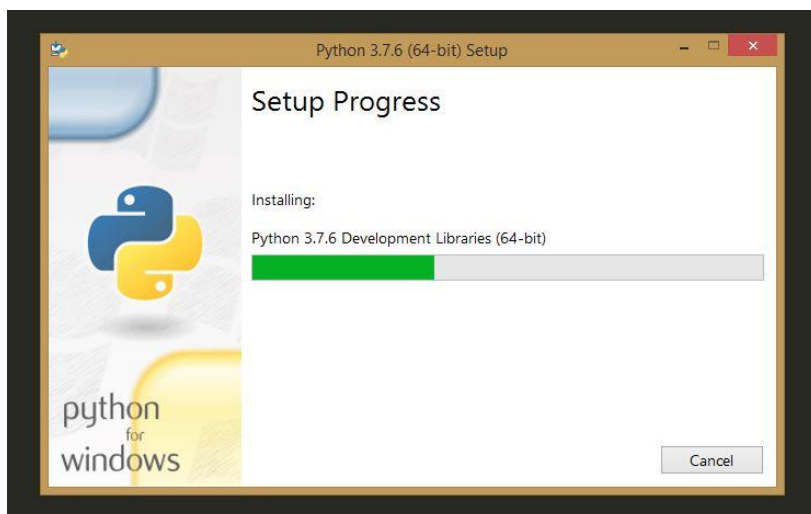 Python 3.7.6 (64-bit) Setup
Setup Progress
Installing:
Python 3.7.6 Development Libraries (64-bit)
python
for
windows
Cancel